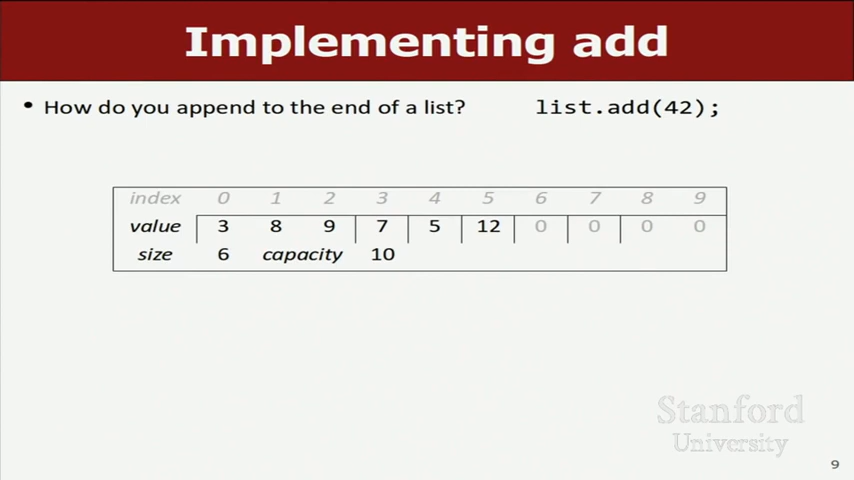 Implementing add
• How do you append to the end of a list? list.add(42);
index 0 1 2 3 4 5 6 7 8 9
value 3 8 9 7 5 12 0 0 0 0
size 6 capacity 10
Stanford
University
9